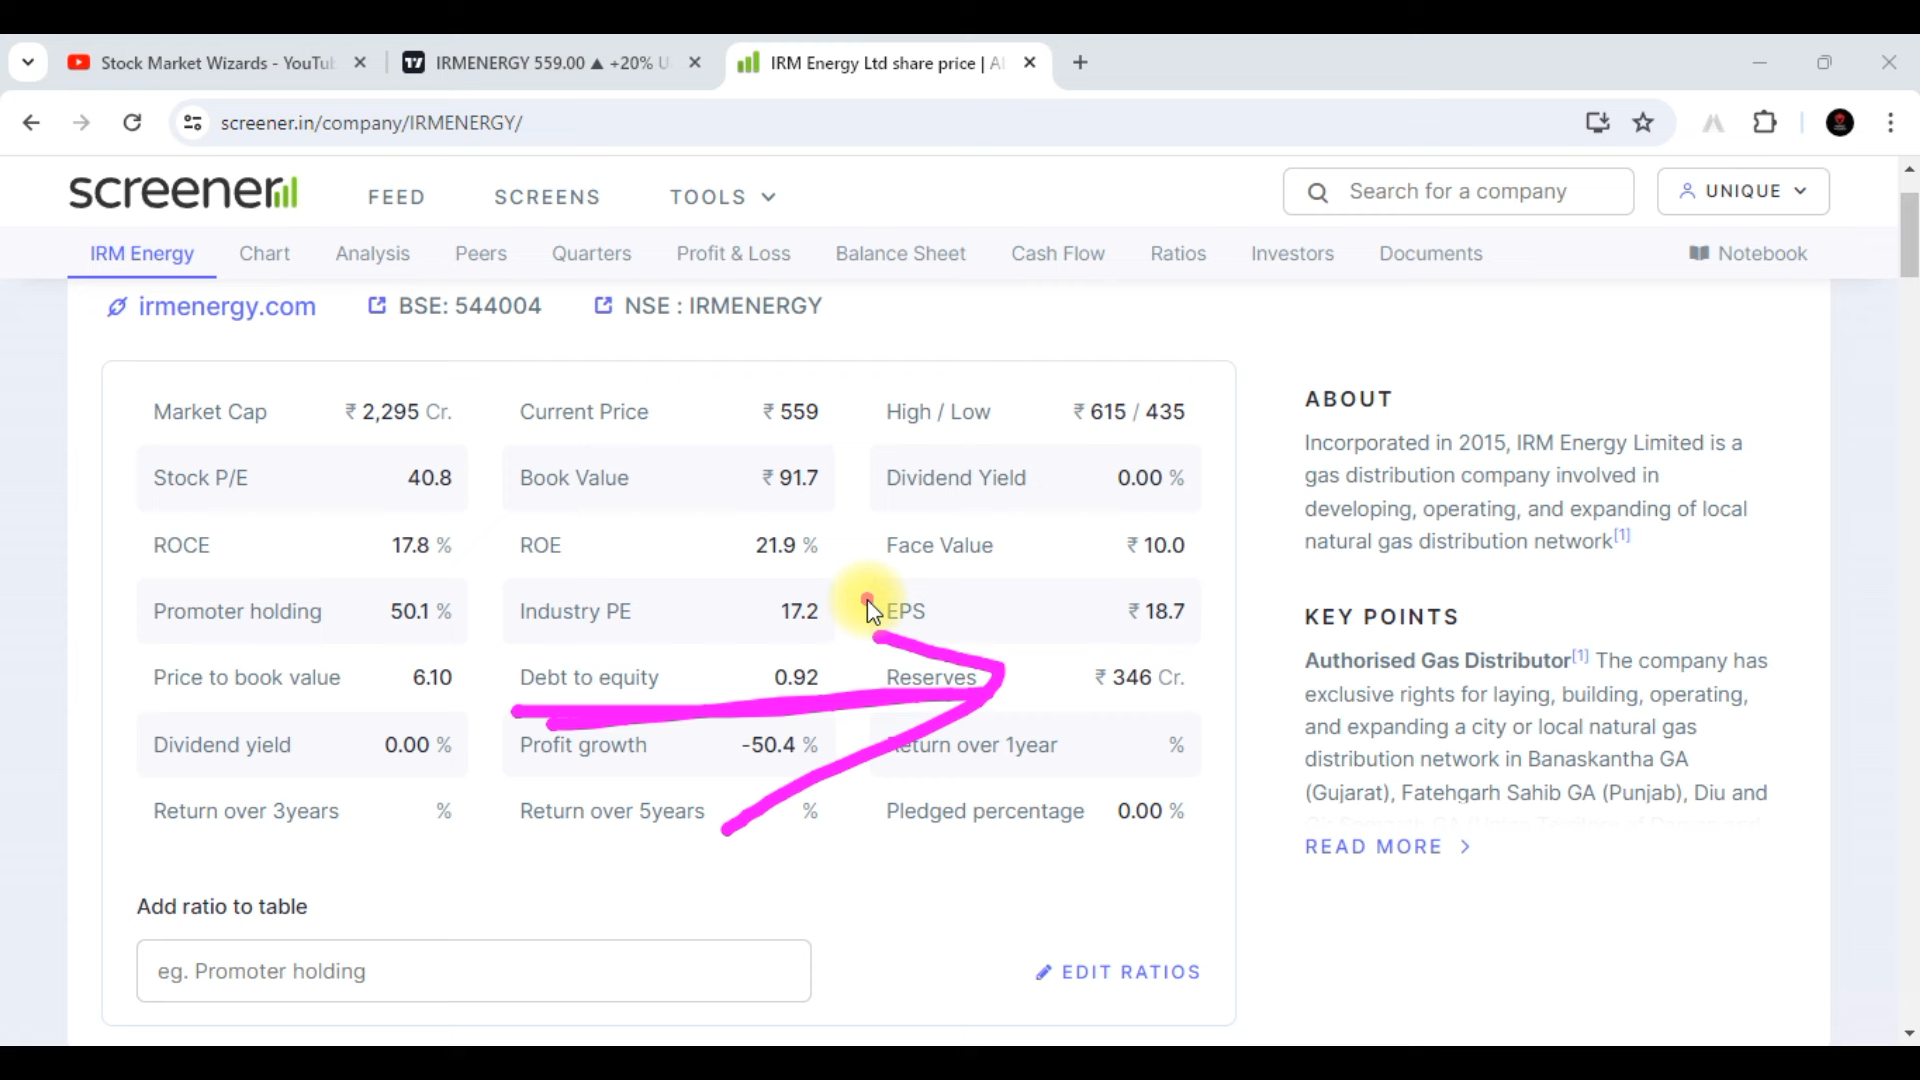 Stock Market Wizards - YouTu
IRMENERGY 559.00 ▲ +20% U
IRM Energy Ltd share price | A
screener.in/company/IRMENERGY/
screener
FEED
SCREENS
TOOLS
Search for a company
UNIQUE
IRM Energy
Chart
Analysis
Peers
Quarters
Profit & Loss
Balance Sheet
Cash Flow
Ratios
Investors
Documents
Notebook
irmenergy.com
BSE: 544004
NSE : IRMENERGY
Market Cap ₹ 2,295 Cr.
Current Price ₹ 559
High / Low ₹ 615 / 435
Stock P/E 40.8
Book Value ₹ 91.7
Dividend Yield 0.00 %
ROCE 17.8 %
ROE 21.9 %
Face Value ₹ 10.0
Promoter holding 50.1 %
Industry PE 17.2
EPS ₹ 18.7
Price to book value 6.10
Debt to equity 0.92
Reserves ₹ 346 Cr.
Dividend yield 0.00 %
Profit growth -50.4 %
Return over 1year %
Return over 3years %
Return over 5years %
Pledged percentage 0.00 %
Add ratio to table
eg. Promoter holding
EDIT RATIOS
ABOUT
Incorporated in 2015, IRM Energy Limited is a
gas distribution company involved in
developing, operating, and expanding of local
natural gas distribution network[1]
KEY POINTS
Authorised Gas Distributor[1] The company has
exclusive rights for laying, building, operating,
and expanding a city or local natural gas
distribution network in Banaskantha GA
(Gujarat), Fatehgarh Sahib GA (Punjab), Diu and
READ MORE